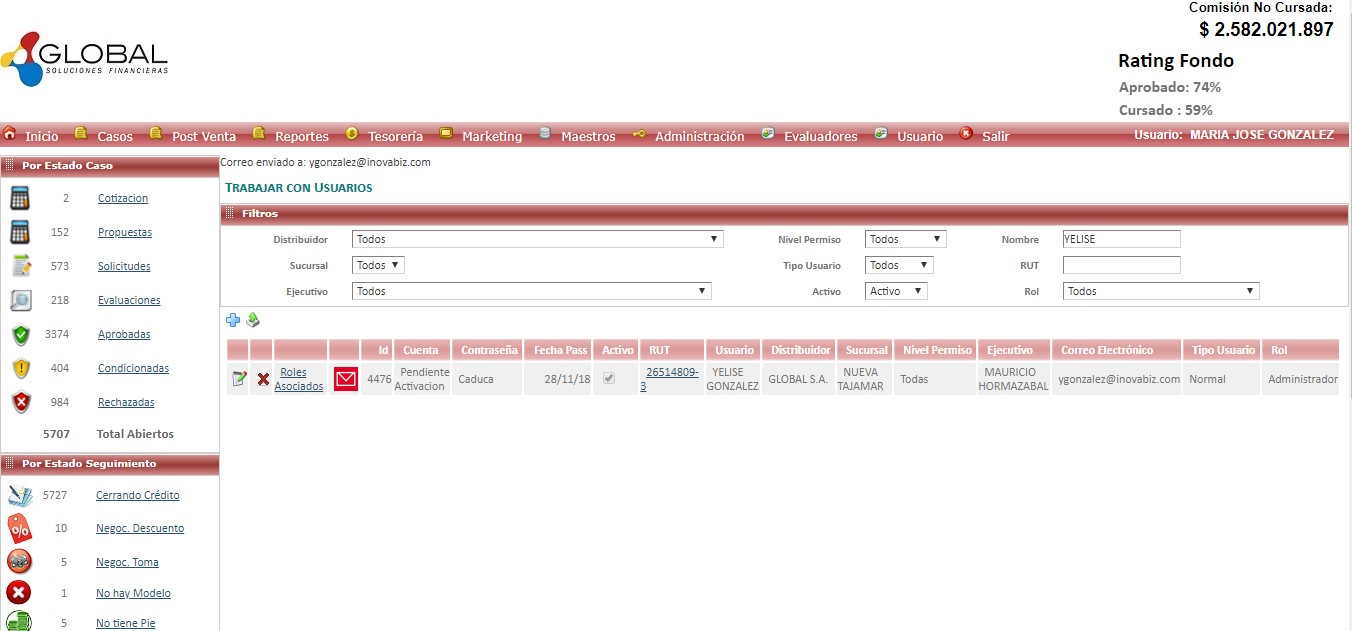 Comisión No Cursada:
$ 2.582.021.897
GLOBAL
SOLUCIONES FINANCIERAS
Rating Fondo
Aprobado: 74%
Cursado : 59%
Inicio Casos Post Venta Reportes Tesorería Marketing Maestros Administración Evaluadores Usuario Salir Usuario: MARIA JOSE GONZALEZ
Por Estado Caso
2 Cotizacion
152 Propuestas
573 Solicitudes
218 Evaluaciones
3374 Aprobadas
404 Condicionadas
984 Rechazadas
5707 Total Abiertos
Por Estado Seguimiento
5727 Cerrando Crédito
10 Negoc. Descuento
5 Negoc. Toma
1 No hay Modelo
5 No tiene Pie
Correo enviado a: ygonzalez@inovabiz.com
TRABAJAR CON USUARIOS
Filtros
Distribuidor Todos Nivel Permiso Todos Nombre YELISE
Sucursal Todos Tipo Usuario Todos RUT
Ejecutivo Todos Activo Activo Rol Todos
Id Cuenta Contraseña Fecha Pass Activo RUT Usuario Distribuidor Sucursal Nivel Permiso Ejecutivo Correo Electrónico Tipo Usuario Rol
Roles Asociados 4476 Pendiente Activacion Caduca 28/11/18 26514809-3 YELISE GONZALEZ GLOBAL S.A. NUEVA TAJAMAR Todas MAURICIO HORMAZABAL ygonzalez@inovabiz.com Normal Administrador